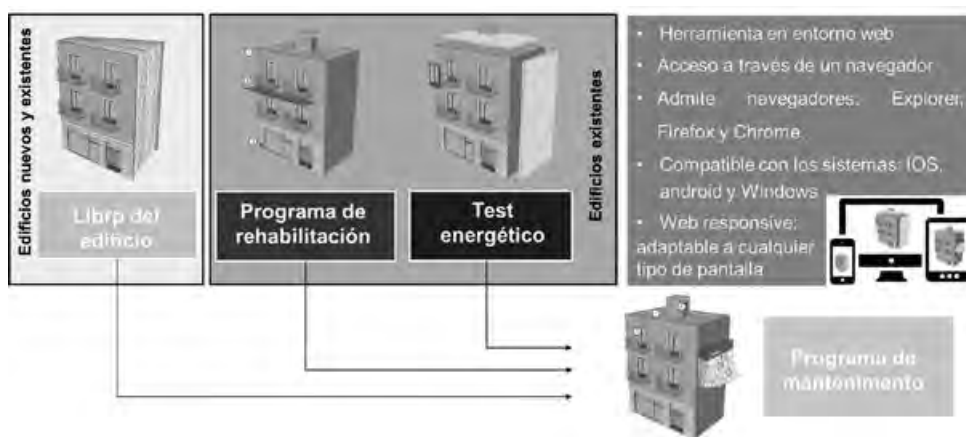 Edificios nuevos y existentes
Librp del
edificio
Programa de
rehabilitación
Test
energético
Edificios existentes
• Herramienta en entorno web
• Acceso a través de un navegador
• Admite navegadores: Explorer,
Firefox y Chrome
• Compatible con los sistemas: IOS,
android y Windows
• Web responsive:
adaptable a cualquier
tipo de pantalla
Programa de
mantenimento